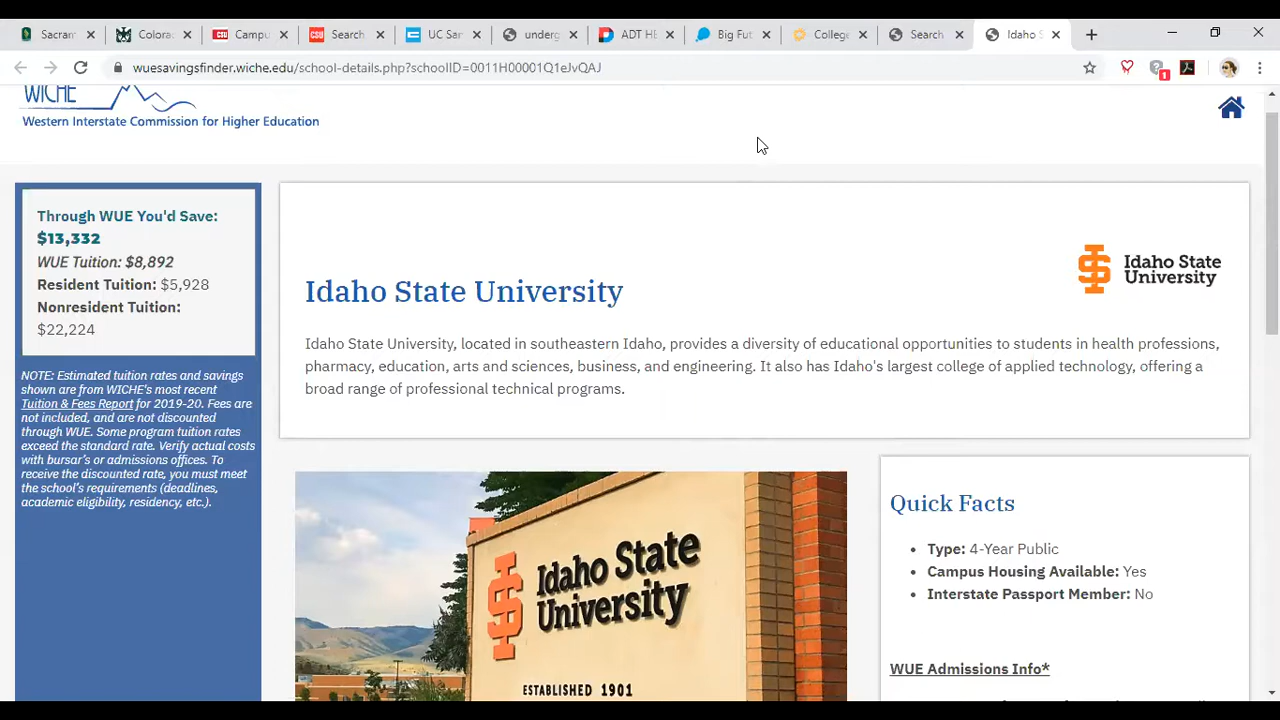 Sacram
Colora
Campu
Search
UC Sar
underg
ADT HE
Big Fut
College
Search
Idaho S
wuesavingsfinder.wiche.edu/school-details.php?schoolID=0011H00001Q1eJvQAJ
1
WICHE
Western Interstate Commission for Higher Education
Through WUE You'd Save:
$13,332
WUE Tuition: $8,892
Resident Tuition: $5,928
Nonresident Tuition:
$22,224
NOTE: Estimated tuition rates and savings
shown are from WICHE's most recent
Tuition & Fees Report for 2019-20. Fees are
not included, and are not discounted
through WUE. Some program tuition rates
exceed the standard rate. Verify actual costs
with bursar's or admissions offices. To
receive the discounted rate, you must meet
the school's requirements (deadlines,
academic eligibility, residency, etc.).
Idaho State
University
Idaho State University
Idaho State University, located in southeastern Idaho, provides a diversity of educational opportunities to students in health professions,
pharmacy, education, arts and sciences, business, and engineering. It also has Idaho's largest college of applied technology, offering a
broad range of professional technical programs.
Idaho State
University
ESTABLISHED 1901
Quick Facts
Type: 4-Year Public
Campus Housing Available: Yes
Interstate Passport Member: No
WUE Admissions Info*